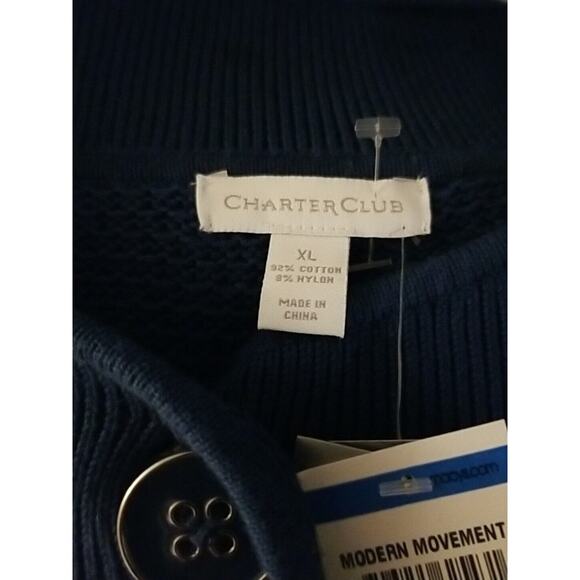 CHARTER CLUB
XL
92% COTTON
8% NYLON
MADE IN
CHINA
macys.com
MODERN MOVEMENT